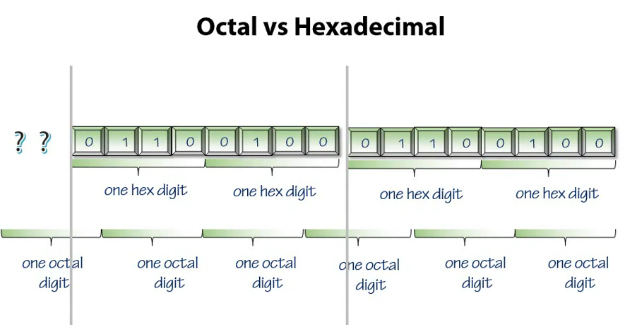 Octal vs Hexadecimal
? ? 0 1 1 0 0 1 0 0 0 1 1 0 0 1 0 0
one hex digit one hex digit one hex digit one hex digit
one octal one octal one octal one octal one octal one octal
digit digit digit digit digit digit